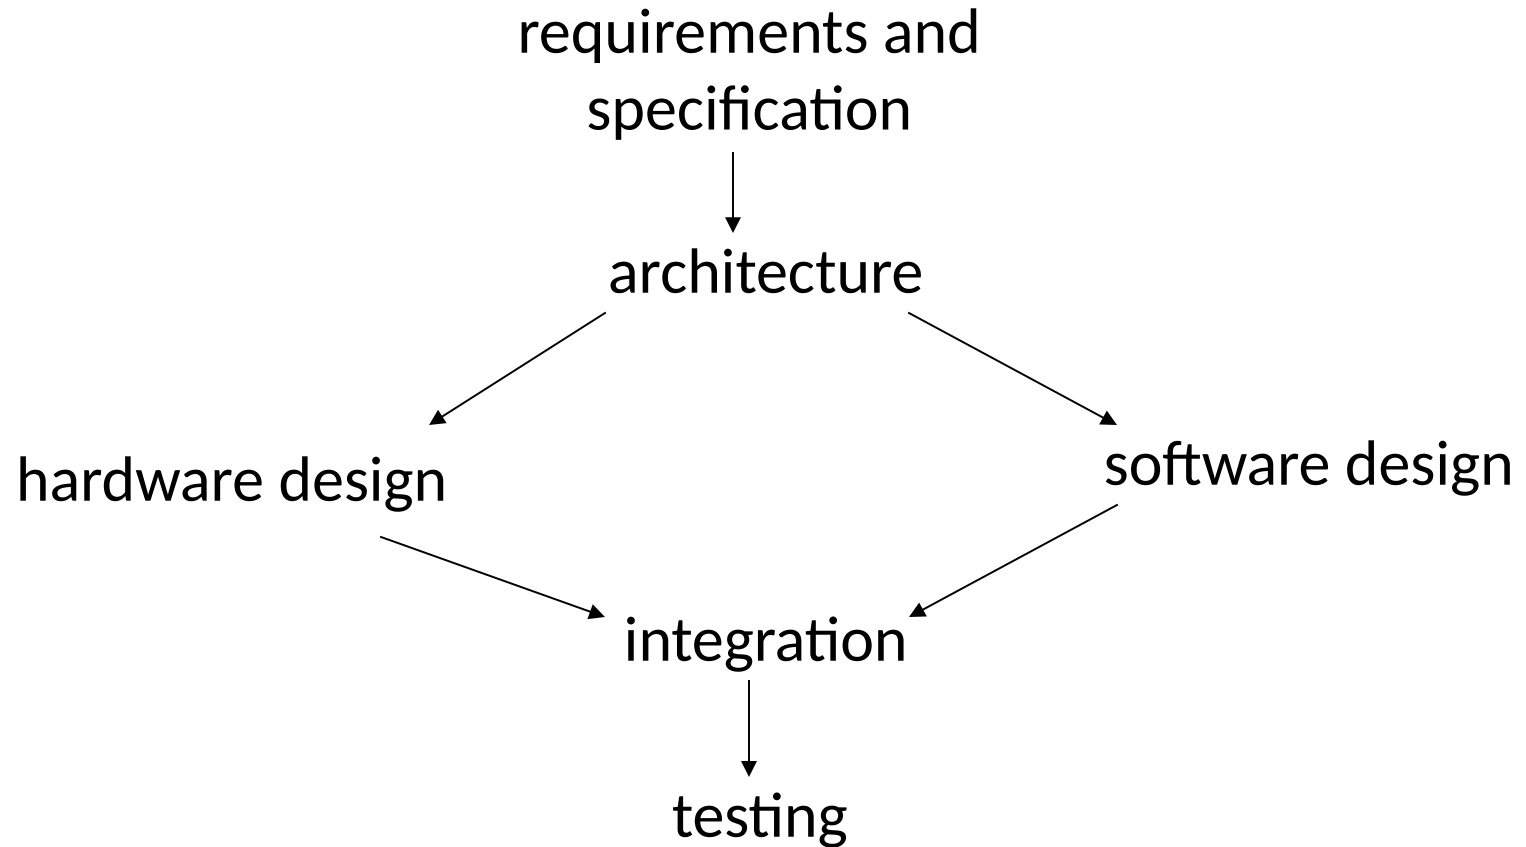 requirements and
specification
architecture
hardware design
software design
integration
testing